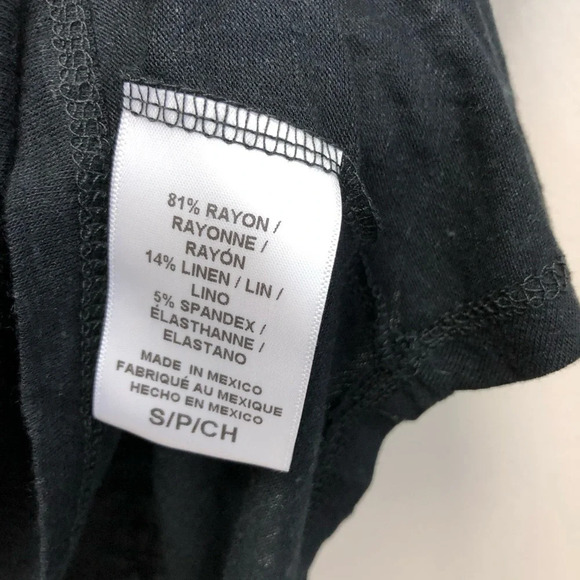 81% RAYON /
RAYONNE /
RAYÓN
14% LINEN / LIN /
LINO
5% SPANDEX /
ÉLASTHANNE /
ELASTANO
MADE IN MEXICO
FABRIQUÉ AU MEXIQUE
HECHO EN MEXICO
S/P/CH